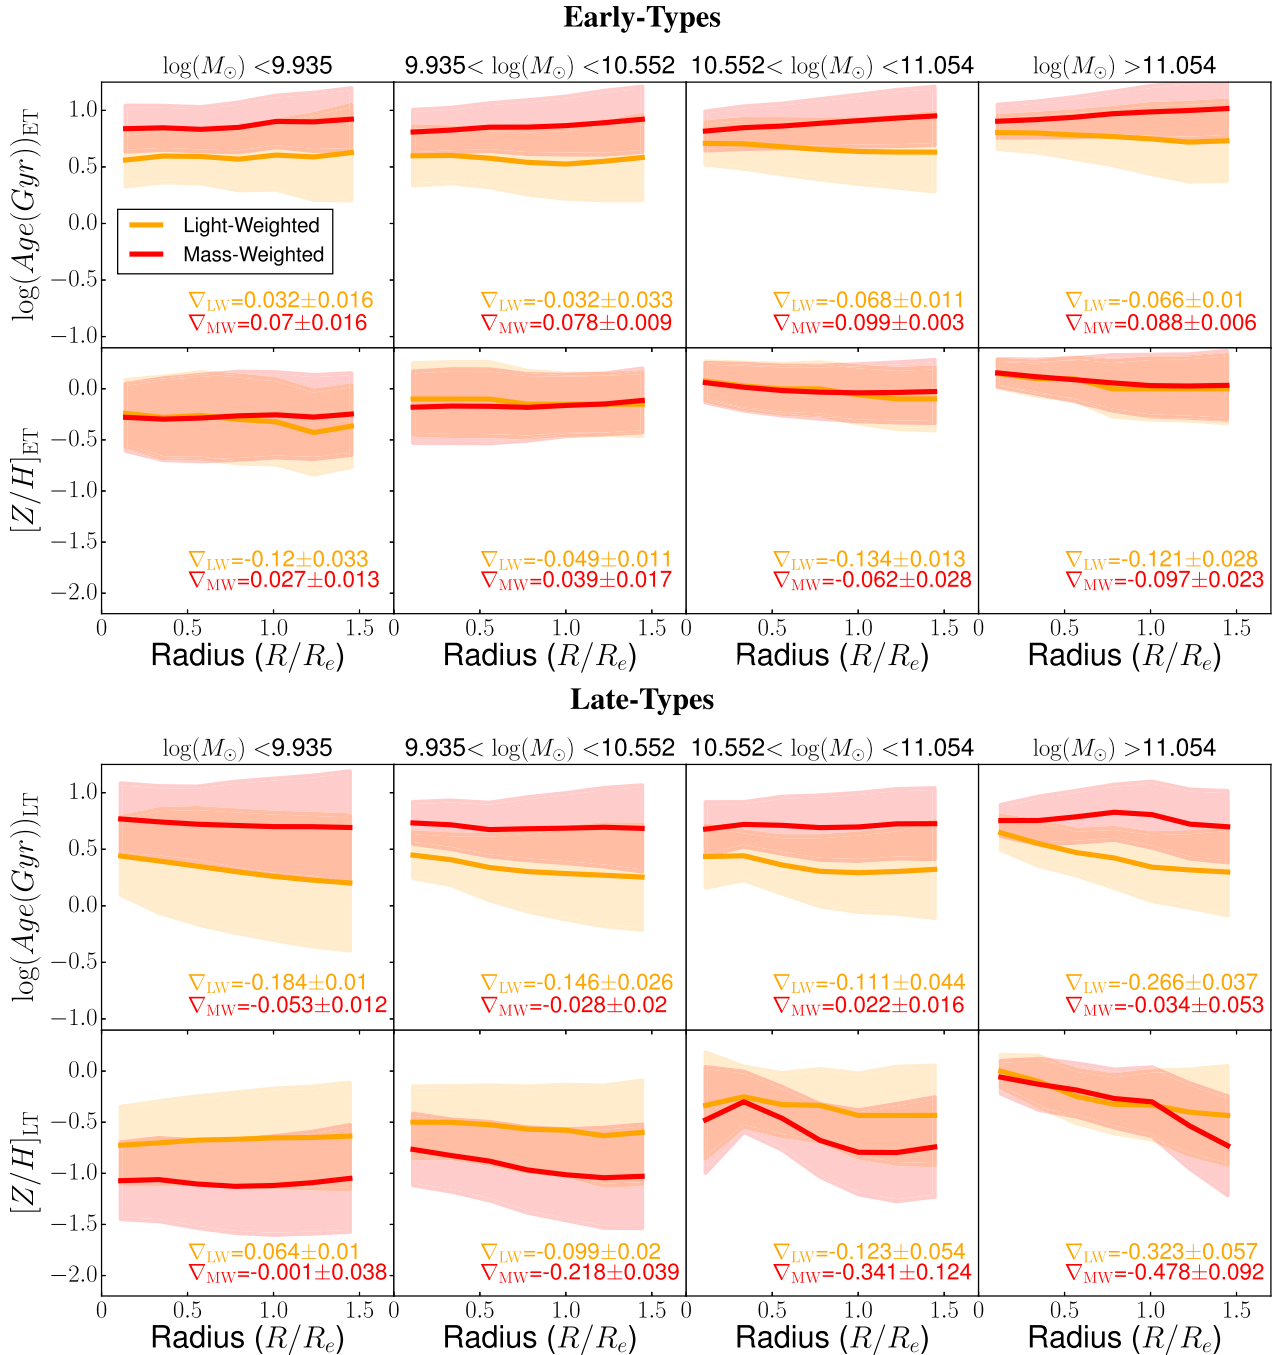 Early-Types
log(M⊙) <9.935
9.935< log(M⊙) <10.552
10.552< log(M⊙) <11.054
log(M⊙) >11.054
log(Age(Gyr))ET
1.0
0.5
0.0
−0.5
−1.0
Light-Weighted
Mass-Weighted
∇LW=0.032±0.016
∇MW=0.07±0.016
∇LW=-0.032±0.033
∇MW=0.078±0.009
∇LW=-0.068±0.011
∇MW=0.099±0.003
∇LW=-0.066±0.01
∇MW=0.088±0.006
[Z/H]ET
0.0
−0.5
−1.0
−1.5
−2.0
∇LW=-0.12±0.033
∇MW=0.027±0.013
∇LW=-0.049±0.011
∇MW=0.039±0.017
∇LW=-0.134±0.013
∇MW=-0.062±0.028
∇LW=-0.121±0.028
∇MW=-0.097±0.023
0 0.5 1.0 1.5 0 0.5 1.0 1.5 0 0.5 1.0 1.5 0 0.5 1.0 1.5
Radius (R/Re) Radius (R/Re) Radius (R/Re) Radius (R/Re)
Late-Types
log(M⊙) <9.935
9.935< log(M⊙) <10.552
10.552< log(M⊙) <11.054
log(M⊙) >11.054
log(Age(Gyr))LT
1.0
0.5
0.0
−0.5
−1.0
∇LW=-0.184±0.01
∇MW=-0.053±0.012
∇LW=-0.146±0.026
∇MW=-0.028±0.02
∇LW=-0.111±0.044
∇MW=0.022±0.016
∇LW=-0.266±0.037
∇MW=-0.034±0.053
[Z/H]LT
0.0
−0.5
−1.0
−1.5
−2.0
∇LW=0.064±0.01
∇MW=-0.001±0.038
∇LW=-0.099±0.02
∇MW=-0.218±0.039
∇LW=-0.123±0.054
∇MW=-0.341±0.124
∇LW=-0.323±0.057
∇MW=-0.478±0.092
0 0.5 1.0 1.5 0 0.5 1.0 1.5 0 0.5 1.0 1.5 0 0.5 1.0 1.5
Radius (R/Re) Radius (R/Re) Radius (R/Re) Radius (R/Re)